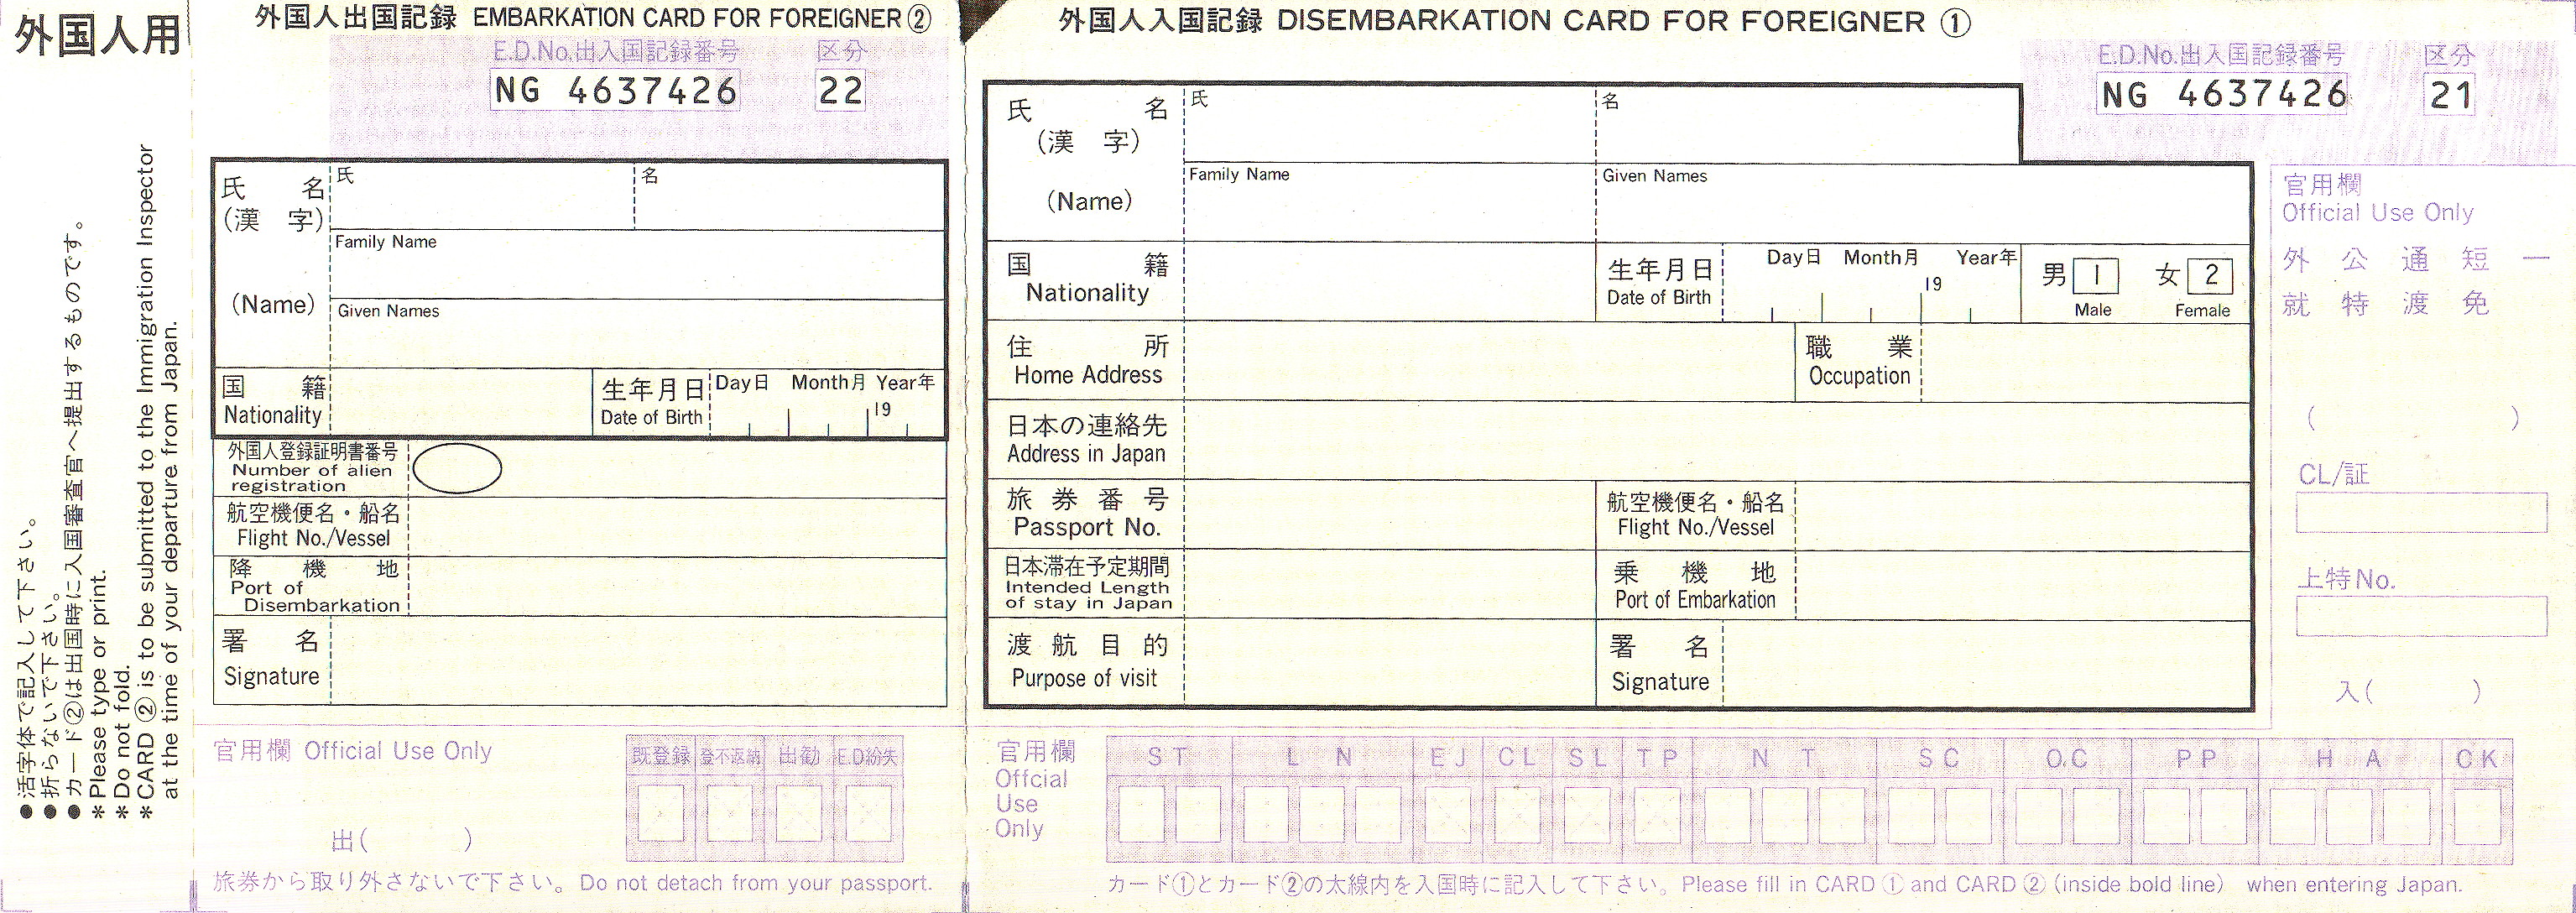 外国人用
●活字体で記入して下さい。
●折らないで下さい。
●カード②は出国時に入国審査官へ提出するものです。
*Please type or print.
*Do not fold.
*CARD ② is to be submitted to the Immigration Inspector
at the time of your departure from Japan.
外国人出国記録 EMBARKATION CARD FOR FOREIGNER ②
E.D.No.出入国記録番号 区分
NG 4637426 22
氏 名
(漢 字)
(Name)
氏 名
Family Name
Given Names
国 籍
Nationality
生年月日
Date of Birth
Day日 Month月 Year年
19
外国人登録証明書番号
Number of alien
registration
航空機便名・船名
Flight No./Vessel
降 機 地
Port of
Disembarkation
署 名
Signature
官用欄 Official Use Only
既登録 登不返納 出勧 E.D紛失
出( )
旅券から取り外さないで下さい。Do not detach from your passport.
外国人入国記録 DISEMBARKATION CARD FOR FOREIGNER ①
E.D.No.出入国記録番号 区分
NG 4637426 21
氏 名
(漢 字)
(Name)
氏 名
Family Name Given Names
国 籍
Nationality
生年月日
Date of Birth
Day日 Month月 Year年
19
男 1 女 2
Male Female
住 所
Home Address
職 業
Occupation
日本の連絡先
Address in Japan
旅 券 番 号
Passport No.
航空機便名・船名
Flight No./Vessel
日本滞在予定期間
Intended Length
of stay in Japan
乗 機 地
Port of Embarkation
渡 航 目 的
Purpose of visit
署 名
Signature
官用欄
Official Use Only
外 公 通 短 一
就 特 渡 免
( )
CL/証
上特No.
入( )
官用欄
Offcial
Use
Only
ST LN EJ CL SL TP NT SC OC PP HA CK
カード①とカード②の太線内を入国時に記入して下さい。Please fill in CARD ① and CARD ② (inside bold line) when entering Japan.